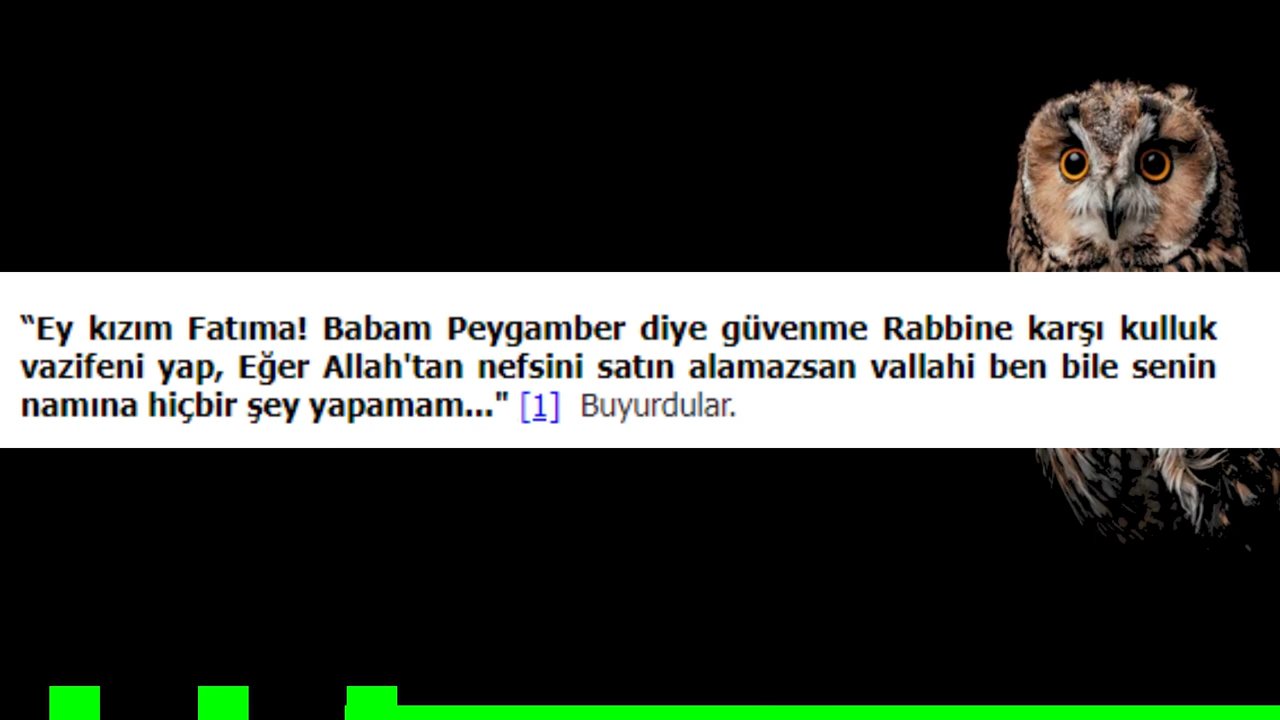 “Ey kızım Fatıma! Babam Peygamber diye güvenme Rabbine karşı kulluk
vazifeni yap, Eğer Allah'tan nefsini satın alamazsan vallahi ben bile senin
namına hiçbir şey yapamam..." [1] Buyurdular.